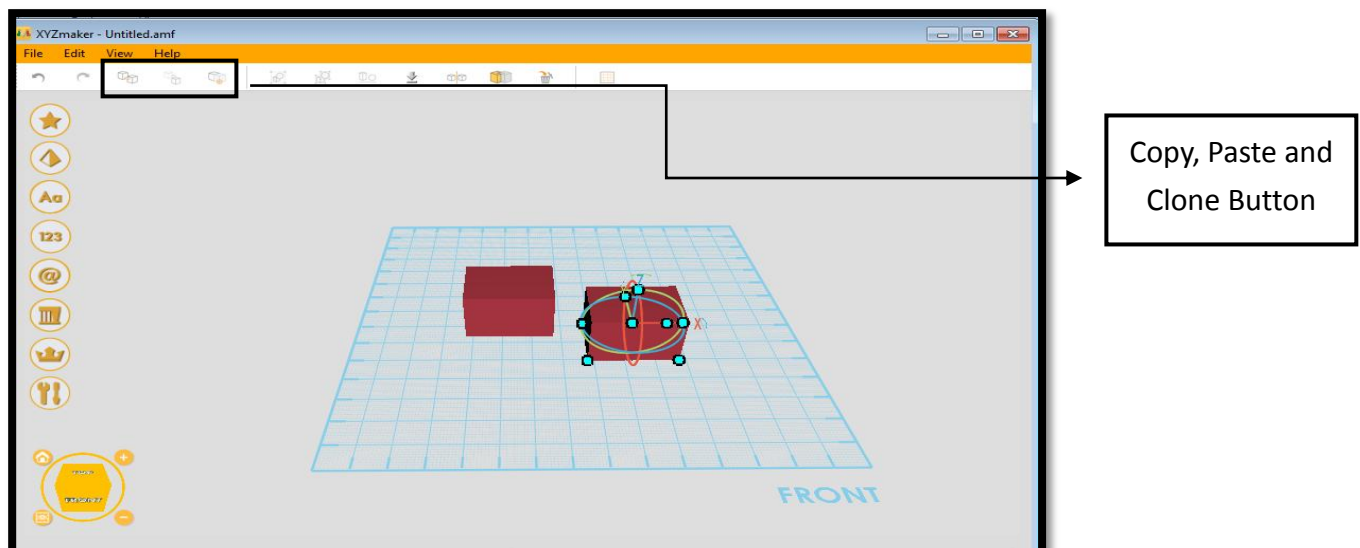 XYZmaker - Untitled.amf
File Edit View Help
Copy, Paste and
Clone Button
Aa
123
@
Z
X
FRONT